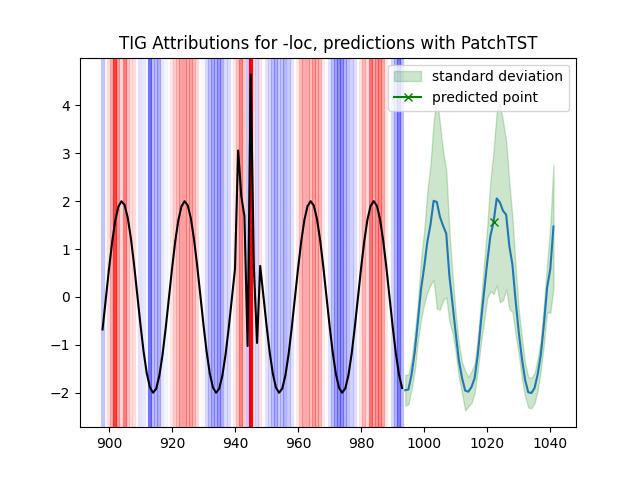 TIG Attributions for -loc, predictions with PatchTST
standard deviation
predicted point
4
3
2
1
0
−1
−2
900 920 940 960 980 1000 1020 1040